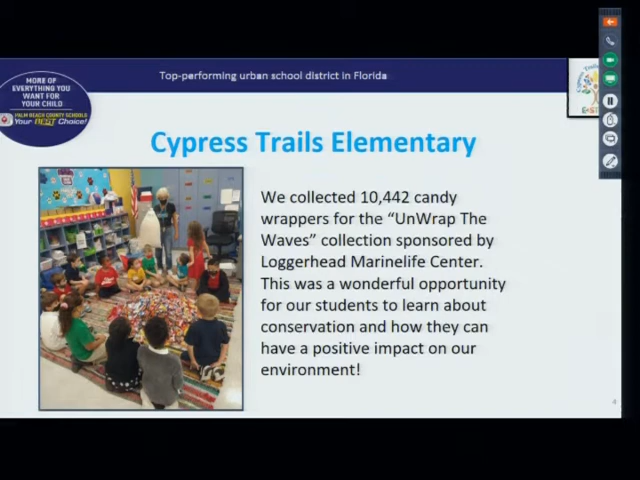 Top-performing urban school district in Florida
MORE OF
EVERYTHING YOU
WANT FOR
YOUR CHILD
PALM BEACH COUNTY SCHOOLS
Your BEST Choice!
Cypress Trails Elementary
We collected 10,442 candy
wrappers for the “UnWrap The
Waves” collection sponsored by
Loggerhead Marinelife Center.
This was a wonderful opportunity
for our students to learn about
conservation and how they can
have a positive impact on our
environment!